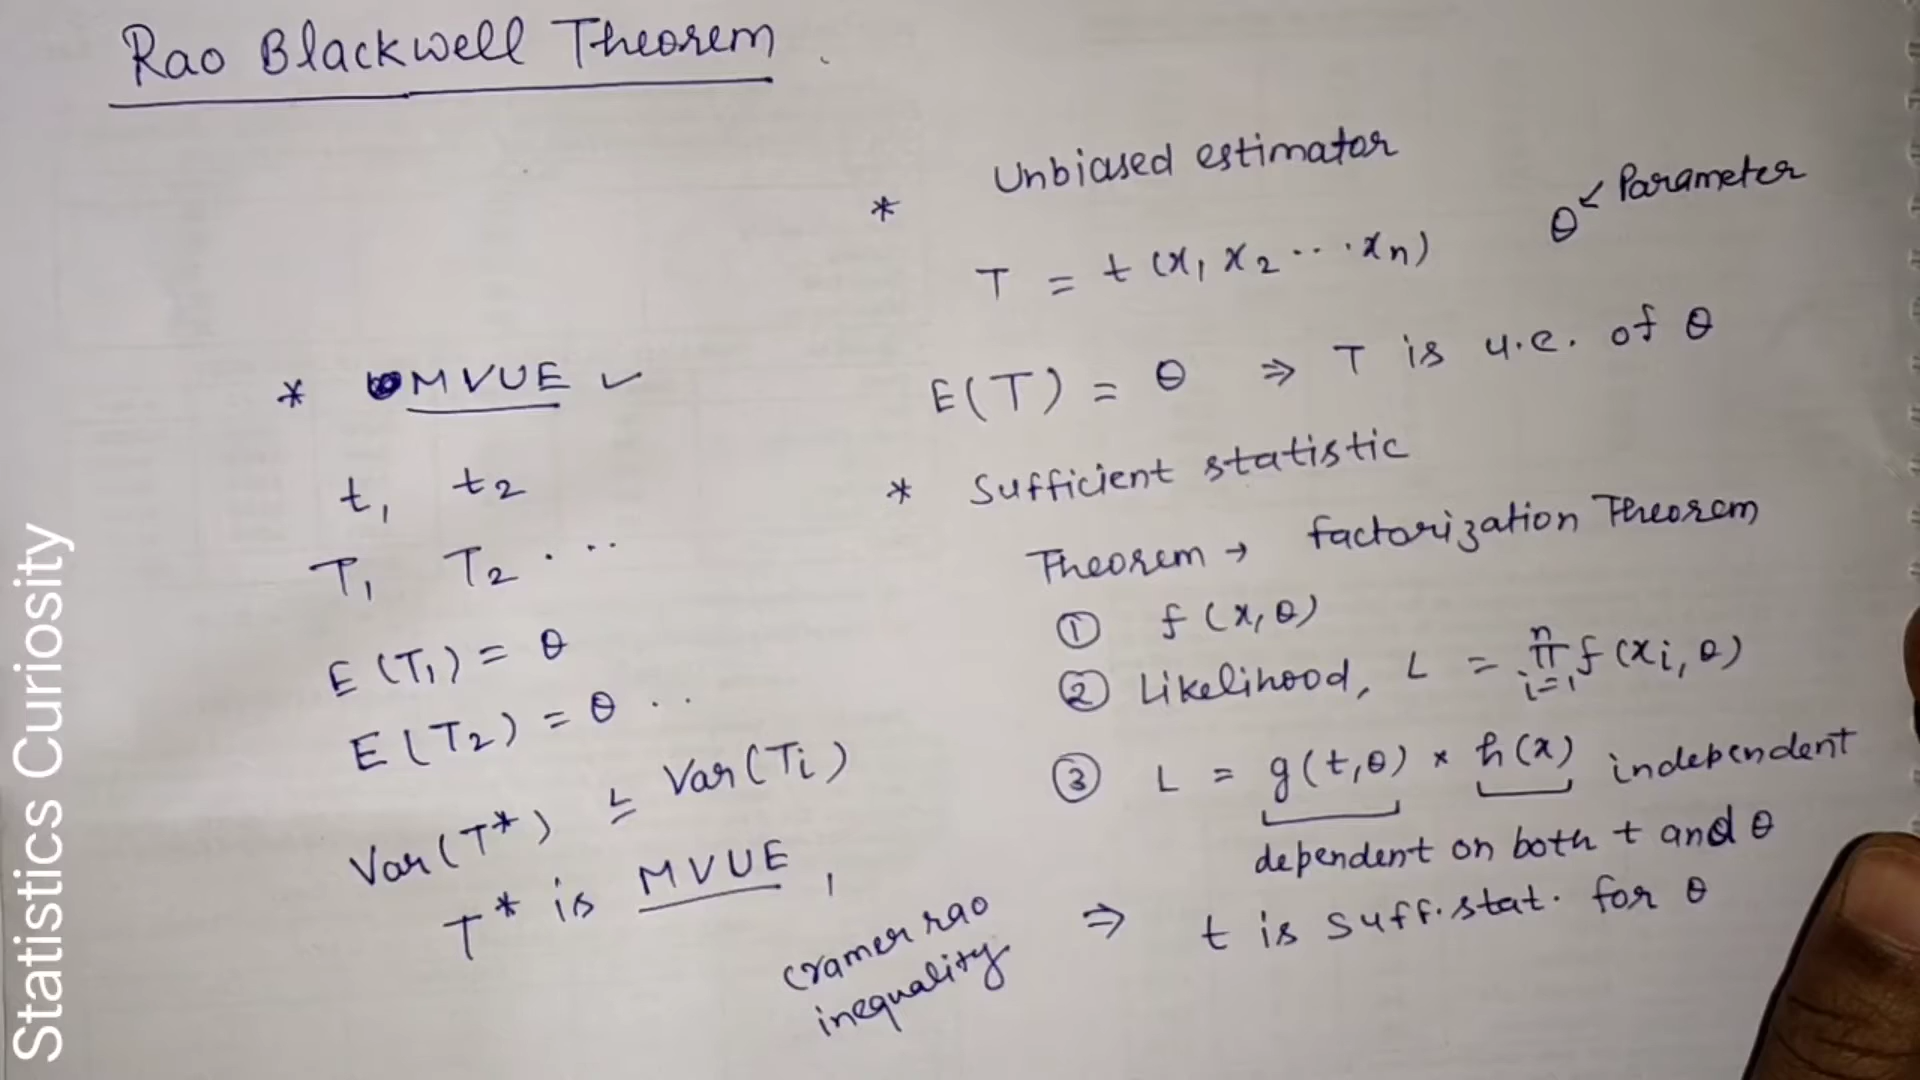 Rao Blackwell Theorem
* Unbiased estimator
T = t (x₁ x₂ ... xn) θ ← Parameter
E(T) = θ ⇒ T is u.e. of θ
* Sufficient statistic
Theorem → factorization Theorem
① f (x, θ)
② Likelihood, L = π f (xi, θ)
n
i=1
③ L = g(t,θ) * h(x) independent
dependent on both t and θ
⇒ t is suff. stat. for θ
* MVUE ✓
t₁ t₂
T₁ T₂ ...
E (T₁) = θ
E (T₂) = θ ..
Var (T*) ≤ Var (Ti)
T* is MVUE ,
cramer rao
inequality
Statistics Curiosity